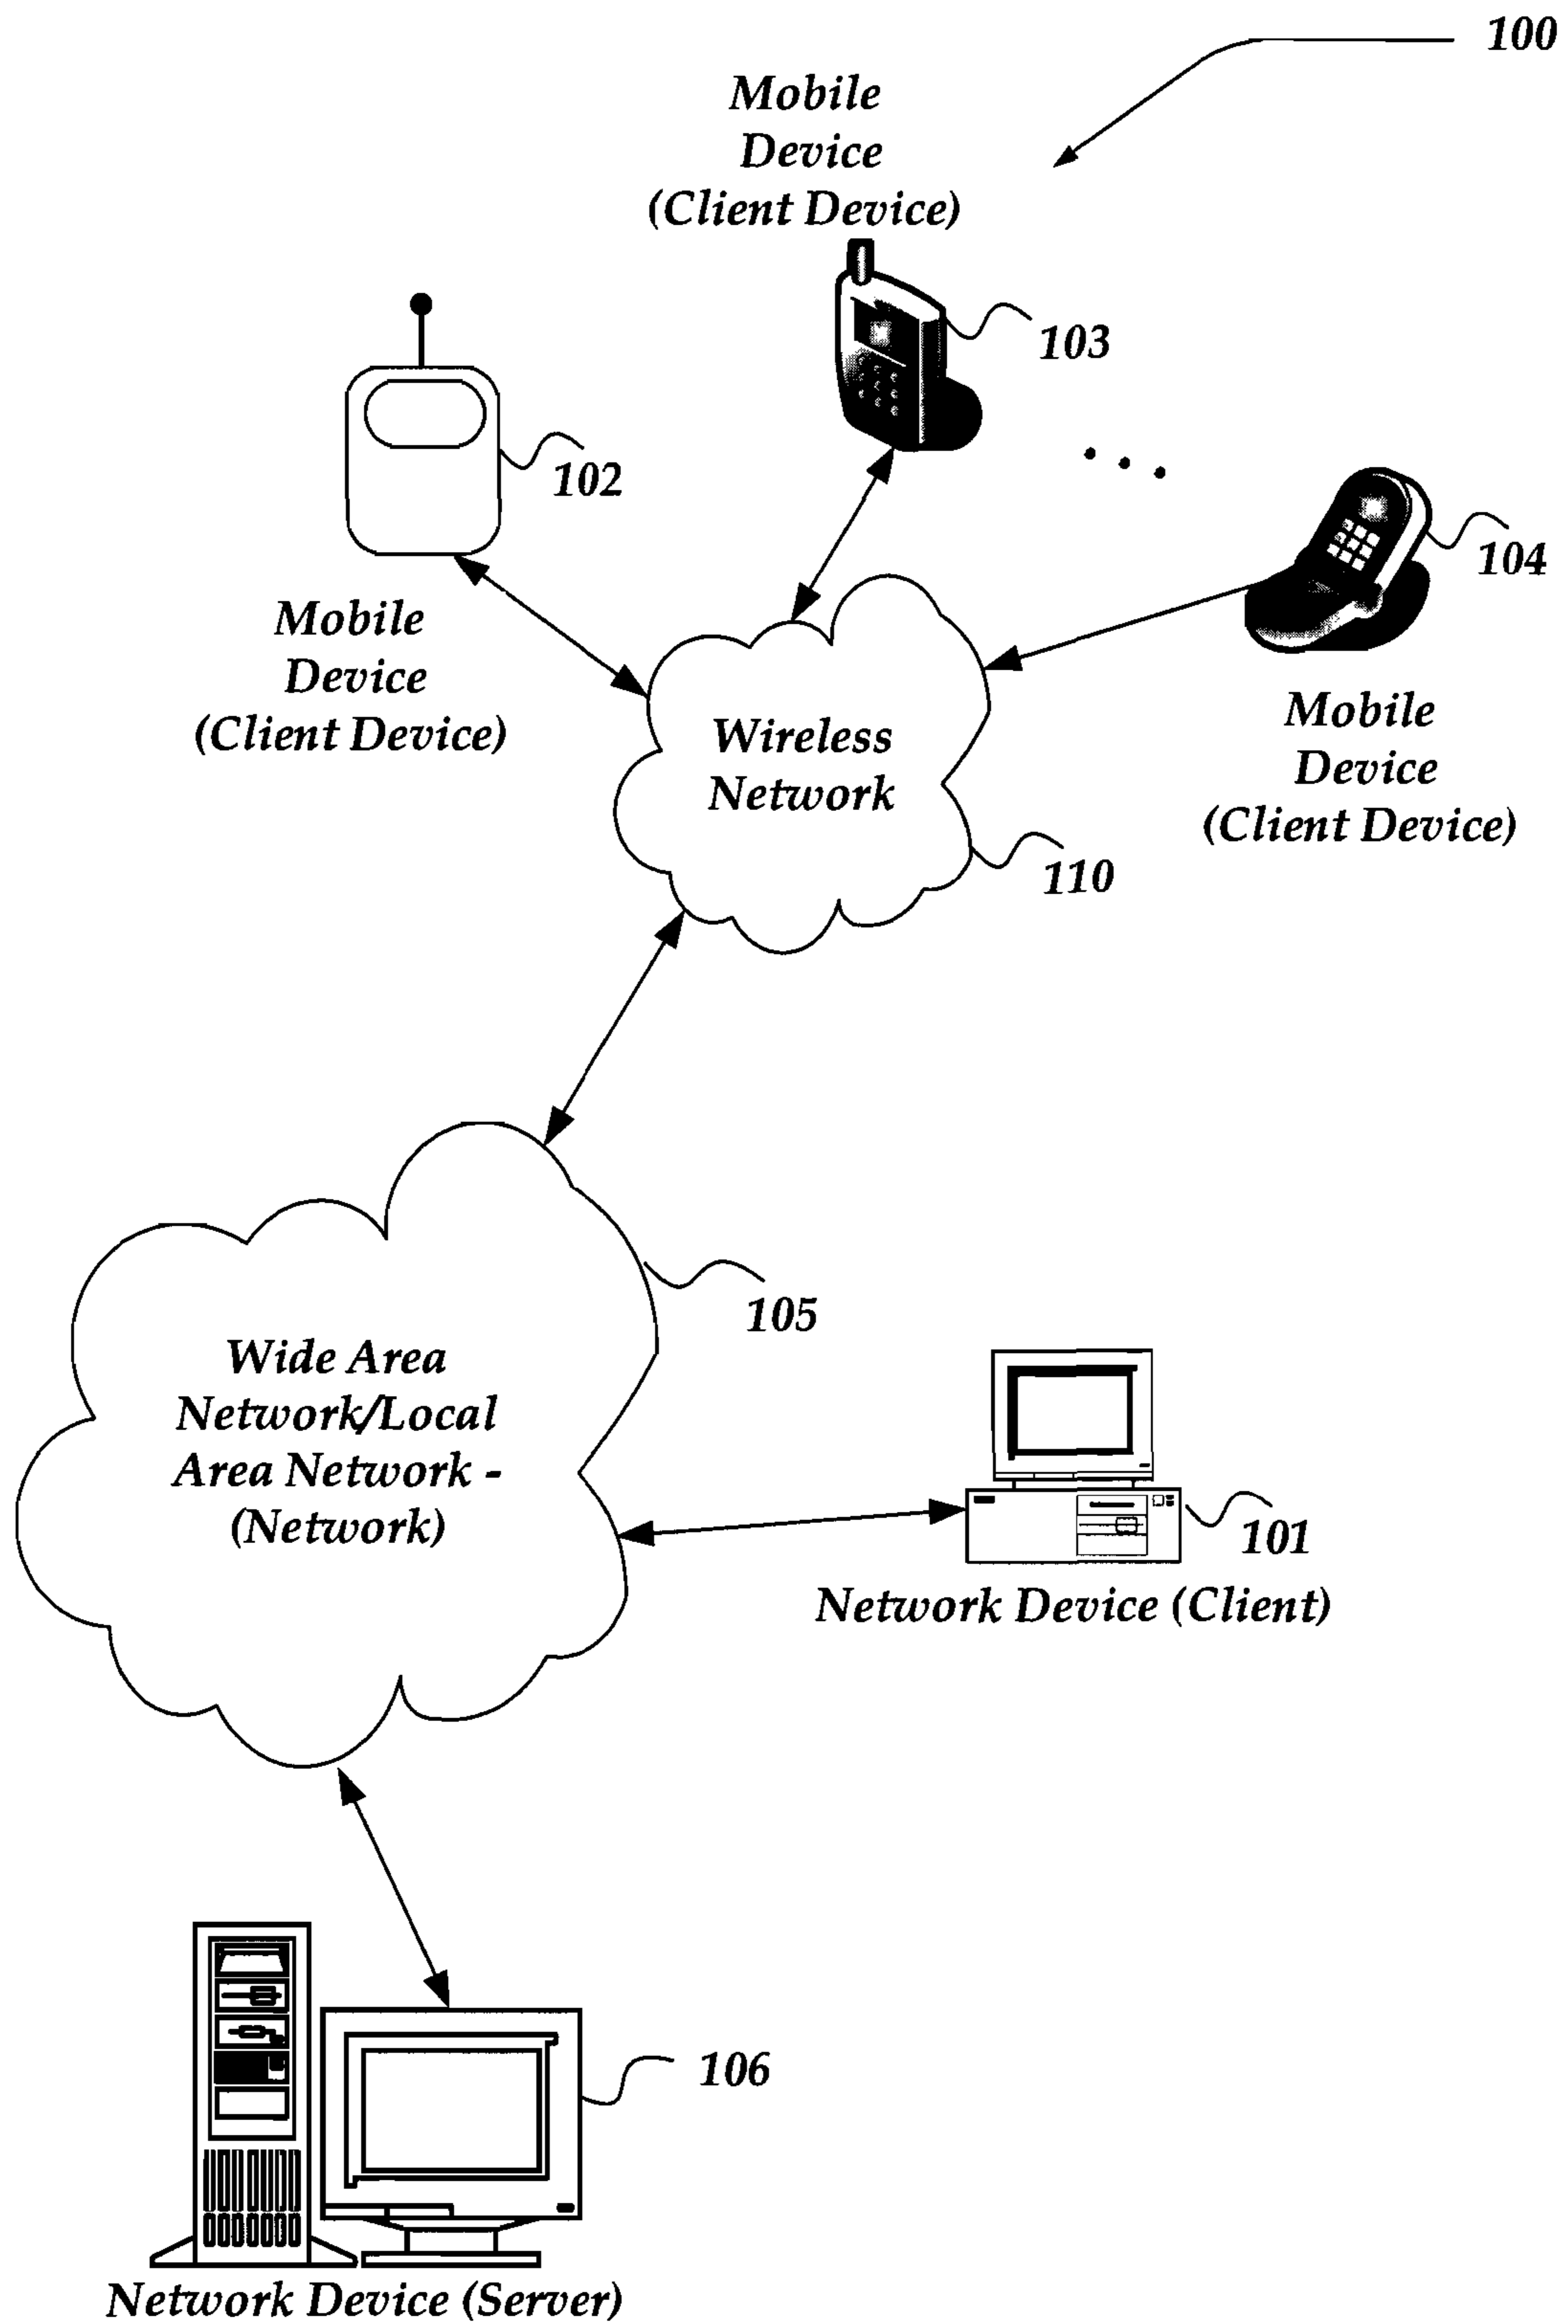 100
Mobile
Device
(Client Device)
103
102
104
Mobile
Device
(Client Device)
Mobile
Device
(Client Device)
Wireless
Network
110
105
Wide Area
Network/Local
Area Network -
(Network)
101
Network Device (Client)
106
Network Device (Server)